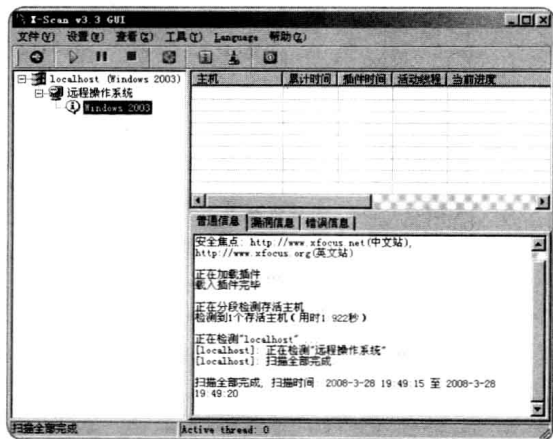 X-Scan v3.3 GUI
文件(V) 设置(W) 查看(X) 工具(Y) Language 帮助(Z)
localhost (Windows 2003)
远程操作系统
Windows 2003
主机 累计时间 插件时间 活动线程 当前进度
普通信息 漏洞信息 错误信息
安全焦点: http://www.xfocus.net(中文站),
http://www.xfocus.org(英文站)
正在加载插件 ...
载入插件完毕
正在分段检测存活主机
检测到1个存活主机(用时1 922秒)
正在检测"localhost" ...
[localhost]: 正在检测"远程操作系统" ...
[localhost]: 扫描全部完成
扫描全部完成, 扫描时间 2008-3-28 19 49 15 至 2008-3-28
19 49 20
扫描全部完成 Active thread: 0